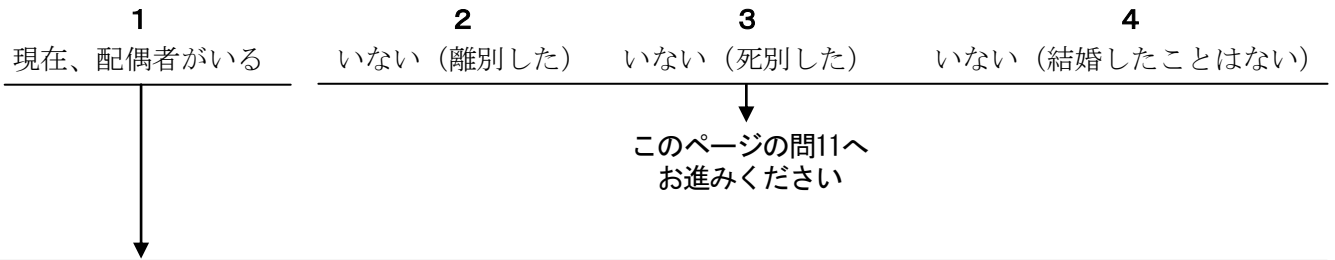 1 2 3 4
現在、配偶者がいる いない（離別した） いない（死別した） いない（結婚したことはない）
このページの問11へ
お進みください